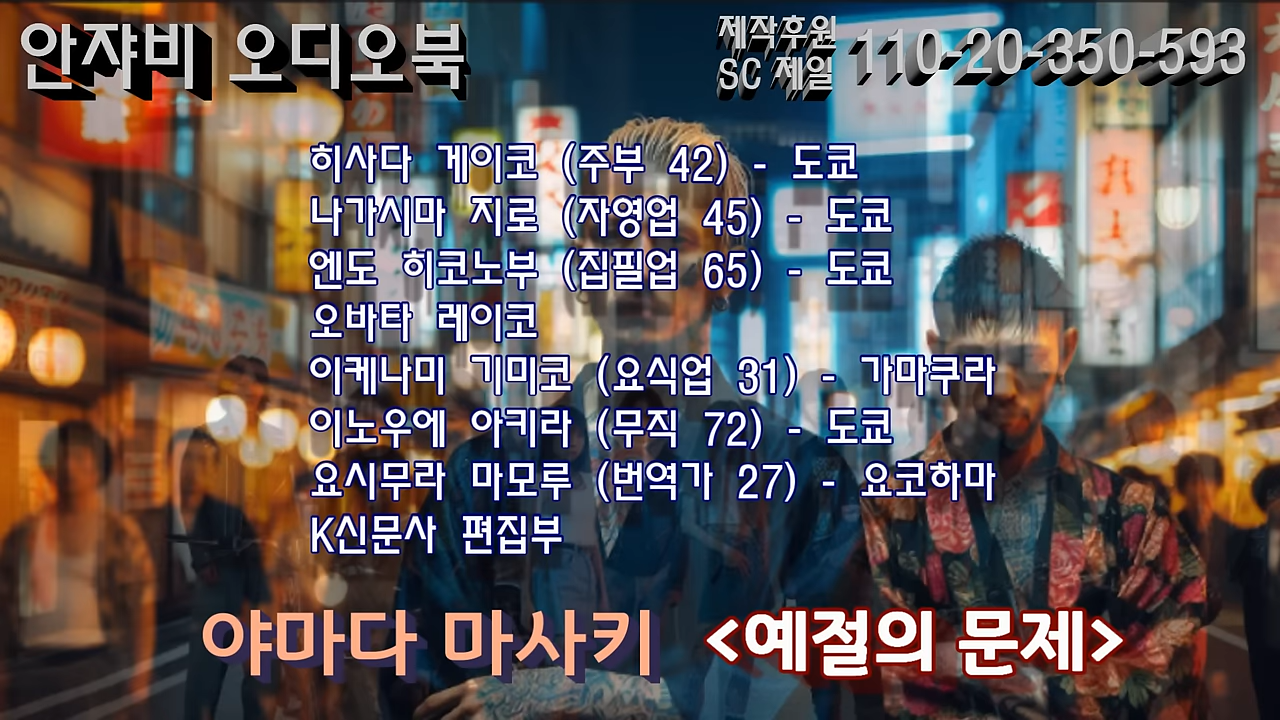 안쟈비 오디오북
제작후원
SC 제일
110-20-350-593
히사다 게이코 (주부 42) - 도쿄
나가시마 지로 (자영업 45) - 도쿄
엔도 히코노부 (집필업 65) - 도쿄
오바타 레이코
이케나미 기미코 (요식업 31) - 가마쿠라
이노우에 아키라 (무직 72) - 도쿄
요시무라 마모루 (번역가 27) - 요코하마
K신문사 편집부
야마다 마사키 <예절의 문제>